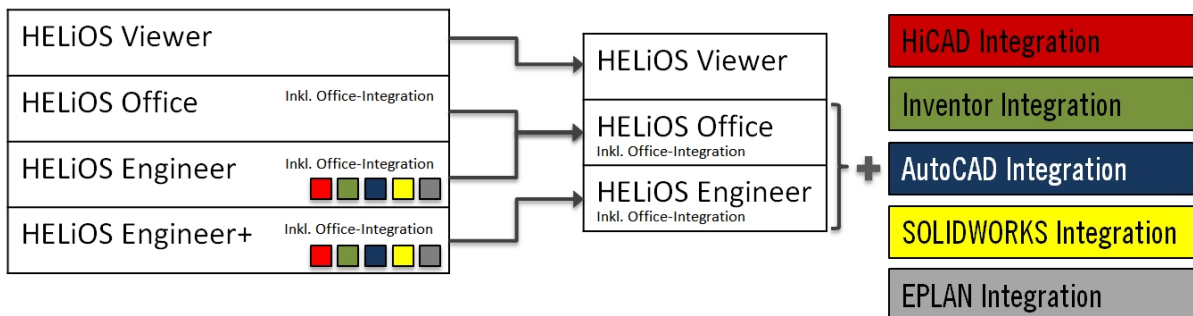 HELiOS Viewer
HELiOS Office
Inkl. Office-Integration
HELiOS Engineer
Inkl. Office-Integration
HELiOS Engineer+
Inkl. Office-Integration
HELiOS Viewer
HELiOS Office
Inkl. Office-Integration
HELiOS Engineer
Inkl. Office-Integration
HiCAD Integration
Inventor Integration
AutoCAD Integration
SOLIDWORKS Integration
EPLAN Integration